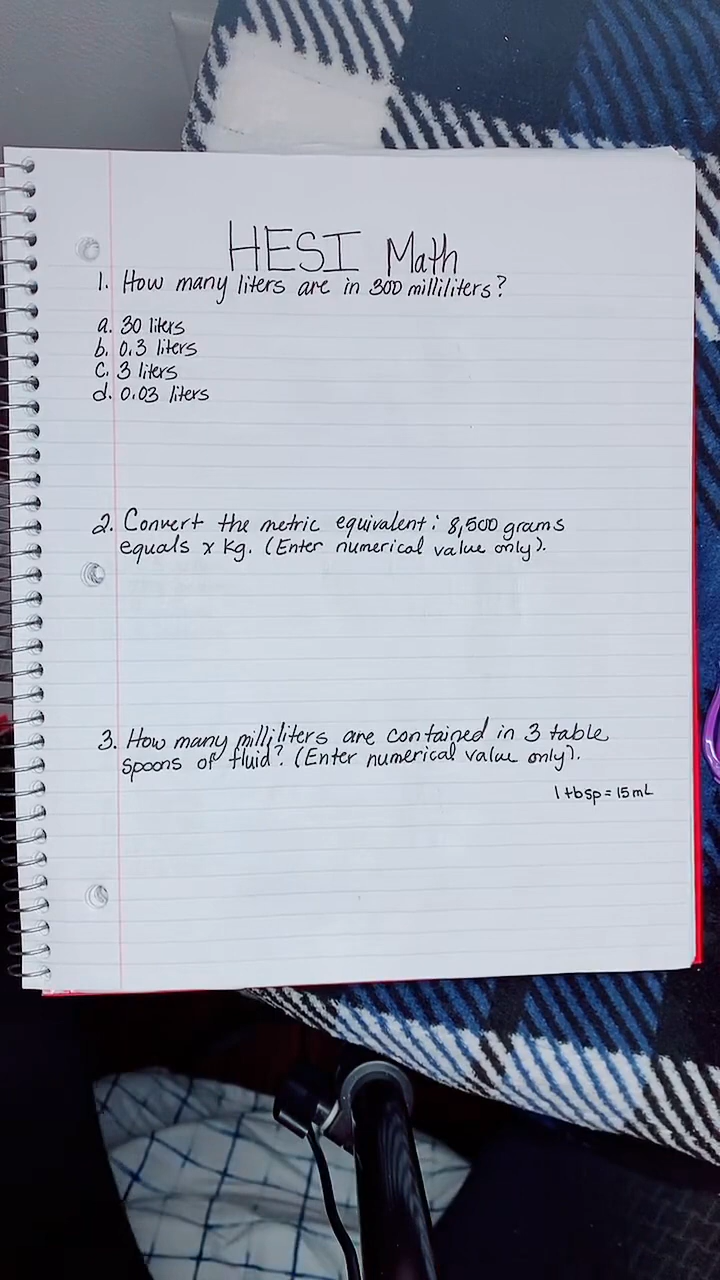 HESI Math
1. How many liters are in 300 milliliters?
a. 30 liters
b. 0.3 liters
c. 3 liters
d. 0.03 liters
2. Convert the metric equivalent: 8,500 grams
equals x kg. (Enter numerical value only).
3. How many milliliters are contained in 3 table
spoons of fluid? (Enter numerical value only).
1 tbsp = 15 mL